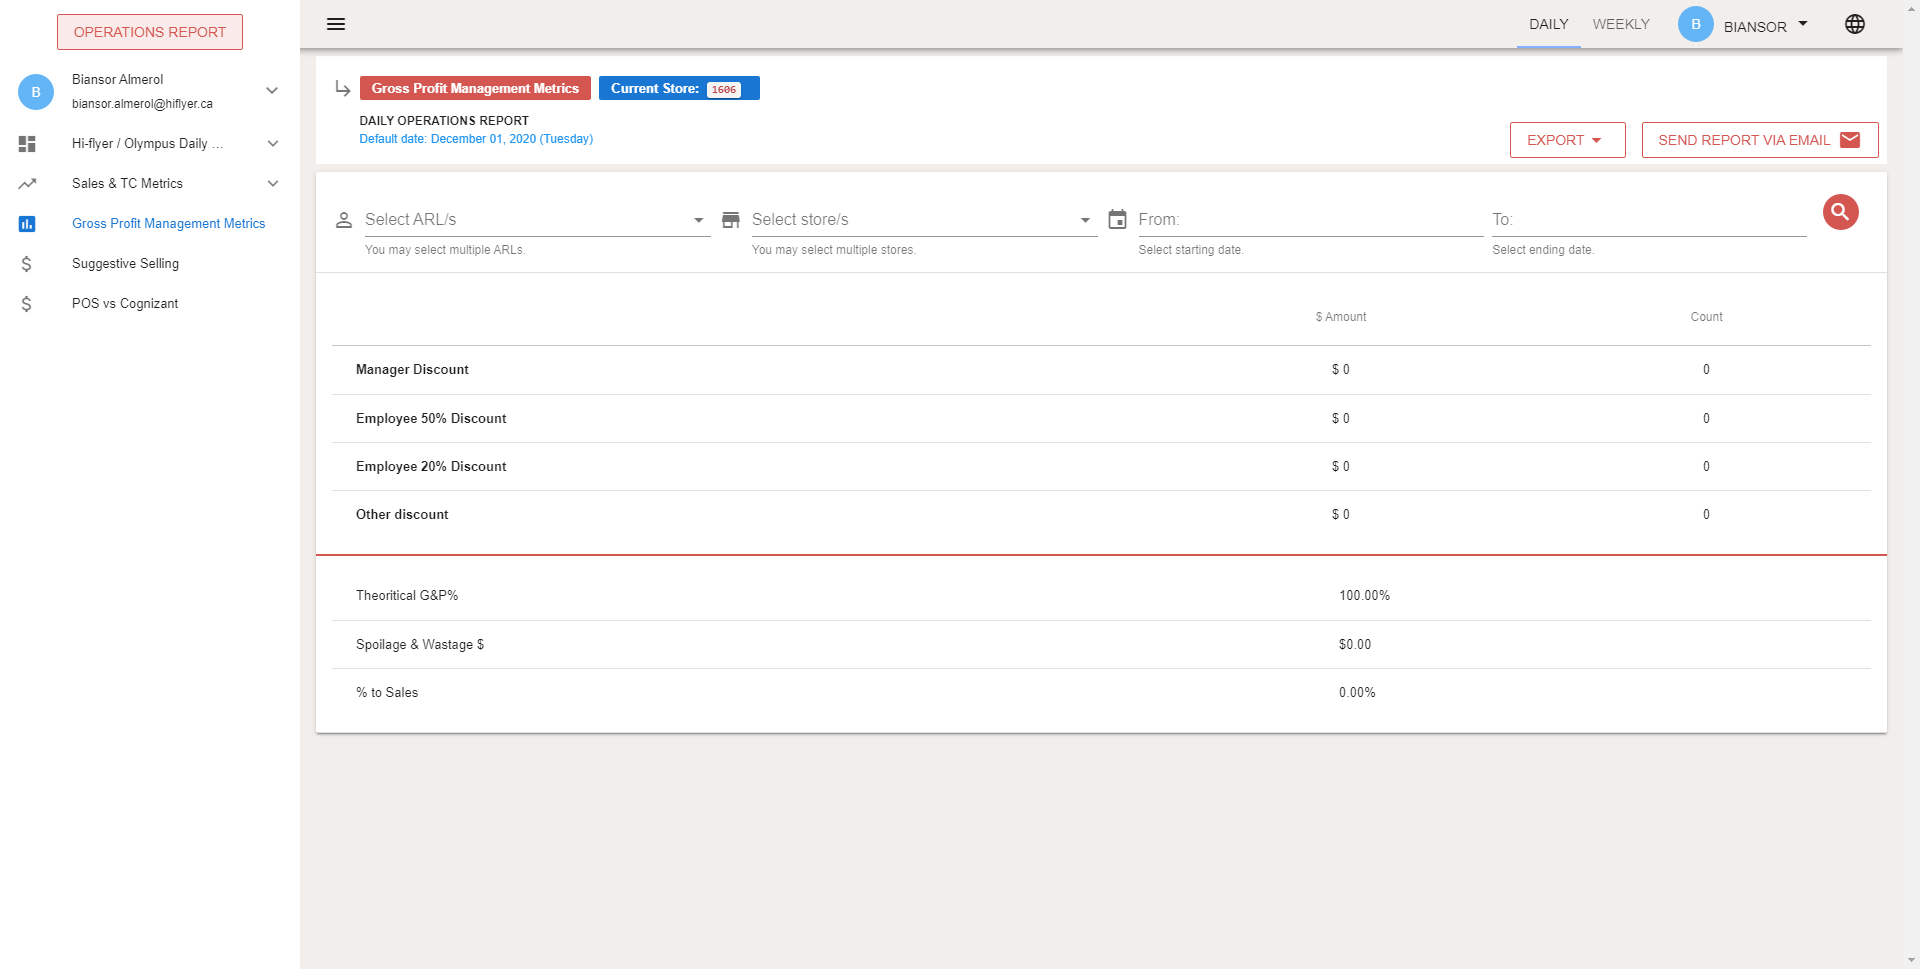 OPERATIONS REPORT
B
Biansor Almerol
biansor.almerol@hiflyer.ca
Hi-flyer / Olympus Daily ...
Sales & TC Metrics
Gross Profit Management Metrics
Suggestive Selling
POS vs Cognizant
DAILY WEEKLY B BIANSOR
Gross Profit Management Metrics Current Store: 1606
DAILY OPERATIONS REPORT
Default date: December 01, 2020 (Tuesday)
EXPORT SEND REPORT VIA EMAIL
Select ARL/s Select store/s From: To:
You may select multiple ARLs. You may select multiple stores. Select starting date. Select ending date.
$ Amount Count
Manager Discount $ 0 0
Employee 50% Discount $ 0 0
Employee 20% Discount $ 0 0
Other discount $ 0 0
Theoritical G&P% 100.00%
Spoilage & Wastage $ $0.00
% to Sales 0.00%